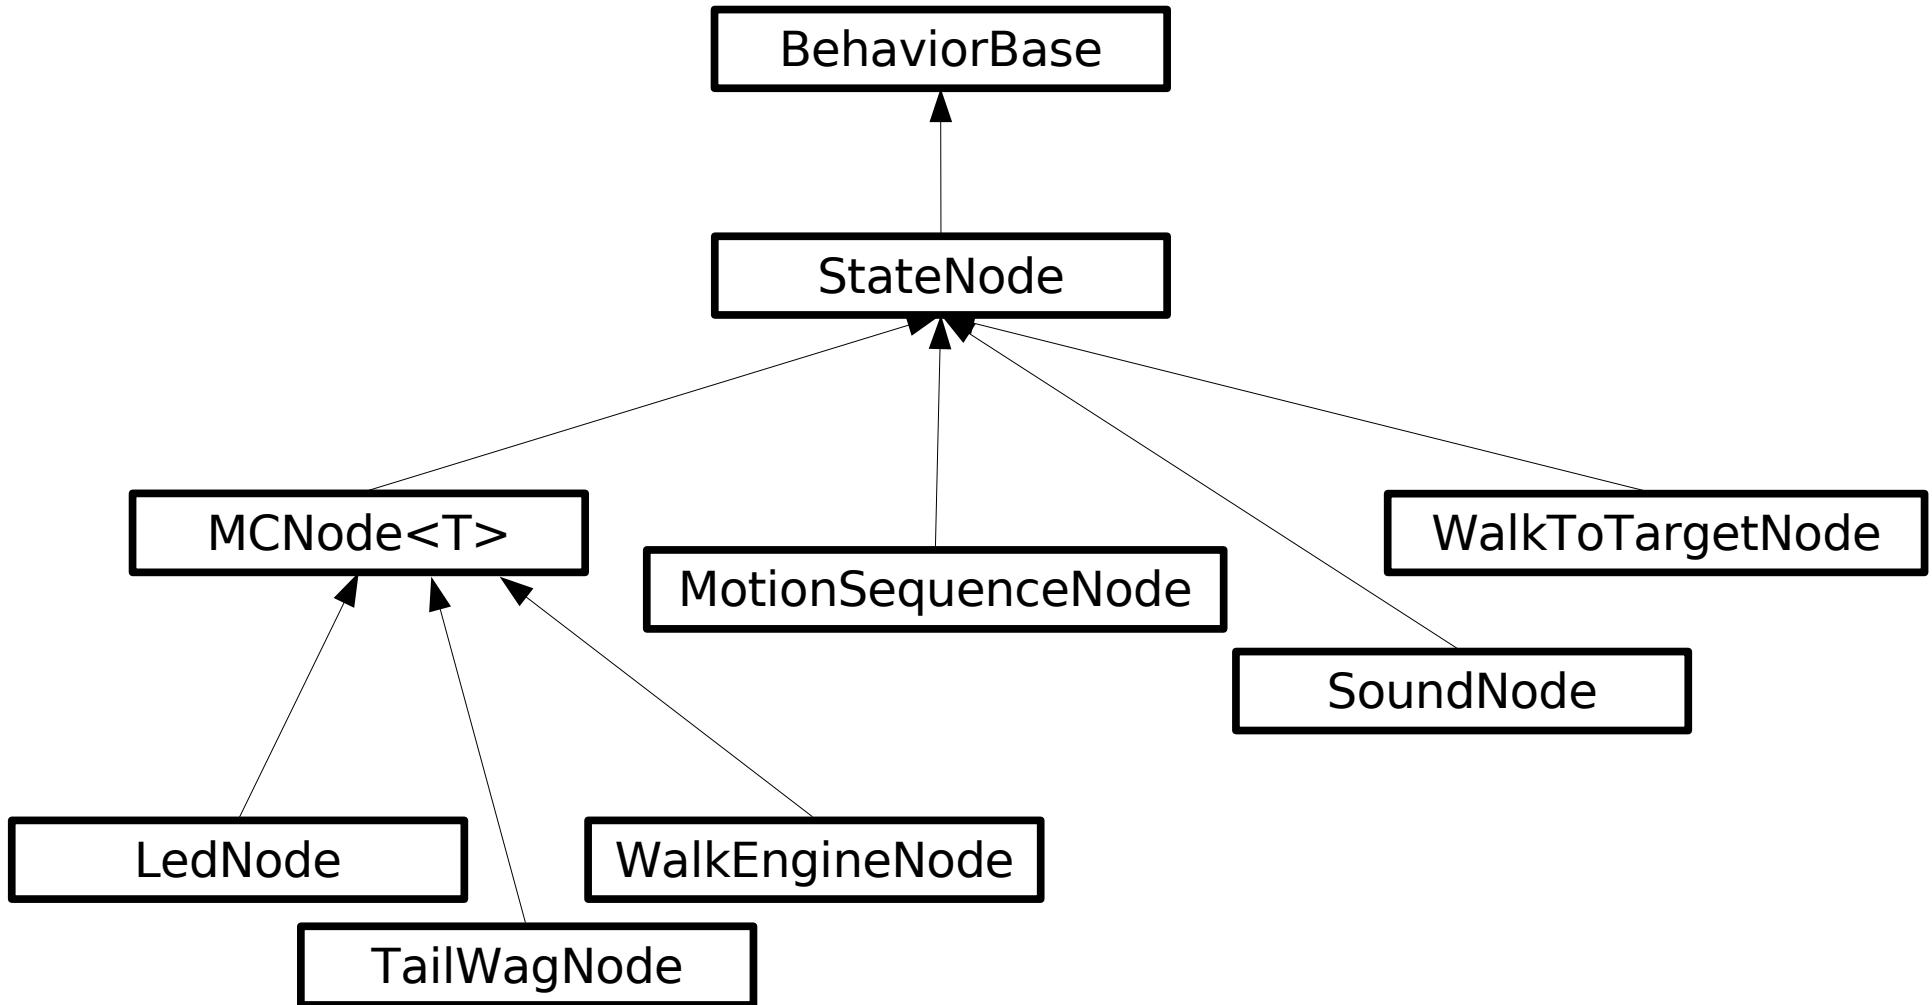 BehaviorBase
StateNode
MCNode<T>
MotionSequenceNode
WalkToTargetNode
SoundNode
LedNode
WalkEngineNode
TailWagNode